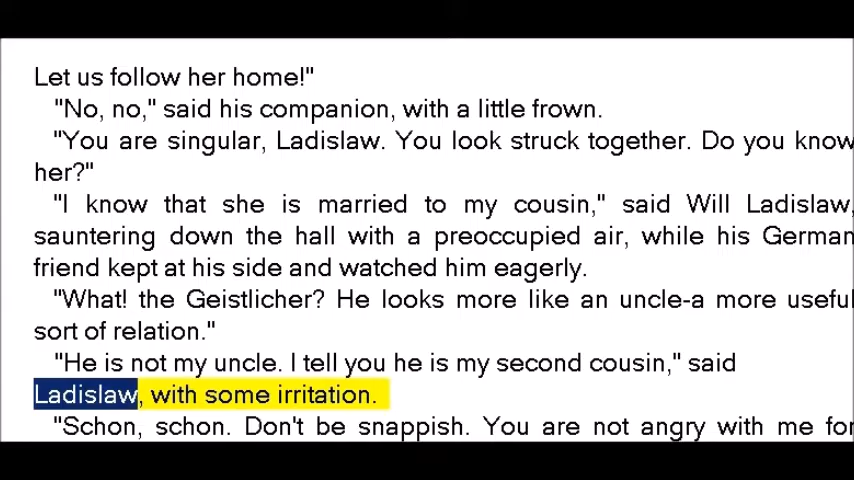 Let us follow her home!"
"No, no," said his companion, with a little frown.
"You are singular, Ladislaw. You look struck together. Do you know
her?"
"I know that she is married to my cousin," said Will Ladislaw,
sauntering down the hall with a preoccupied air, while his German
friend kept at his side and watched him eagerly.
"What! the Geistlicher? He looks more like an uncle-a more useful
sort of relation."
"He is not my uncle. I tell you he is my second cousin," said
Ladislaw, with some irritation.
"Schon, schon. Don't be snappish. You are not angry with me for